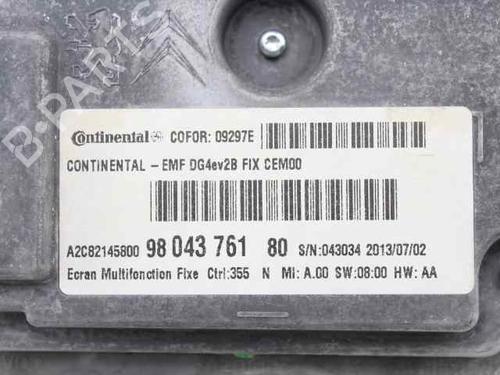 B-PARTS
Continental COFOR: 09297E
CONTINENTAL - EMF DG4ev2B FIX CEM00
A2C82145800 98 043 761 80 S/N:043034 2013/07/02
Ecran Multifonction Fixe Ctrl:355 N Mi: A.00 SW:08:00 HW: AA